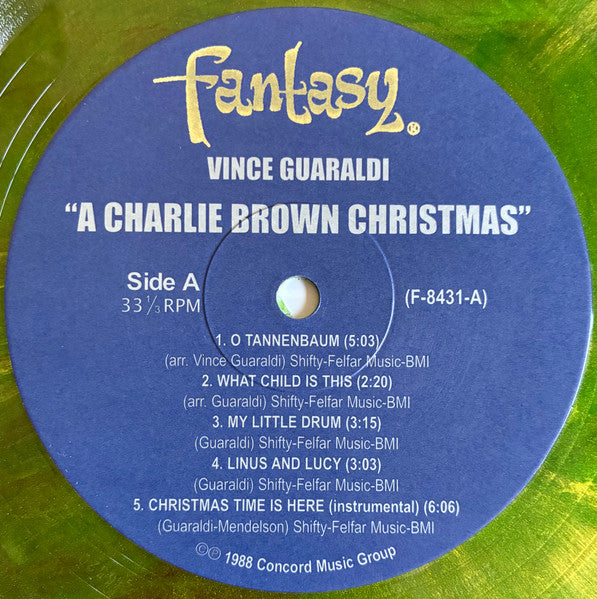 fantasy®
VINCE GUARALDI
"A CHARLIE BROWN CHRISTMAS"
Side A
33 1/3 RPM
(F-8431-A)
1. O TANNENBAUM (5:03)
(arr. Vince Guaraldi) Shifty-Felfar Music-BMI
2. WHAT CHILD IS THIS (2:20)
(arr. Guaraldi) Shifty-Felfar Music-BMI
3. MY LITTLE DRUM (3:15)
(Guaraldi) Shifty-Felfar Music-BMI
4. LINUS AND LUCY (3:03)
(Guaraldi) Shifty-Felfar Music-BMI
5. CHRISTMAS TIME IS HERE (instrumental) (6:06)
(Guaraldi-Mendelson) Shifty-Felfar Music-BMI
©℗ 1988 Concord Music Group